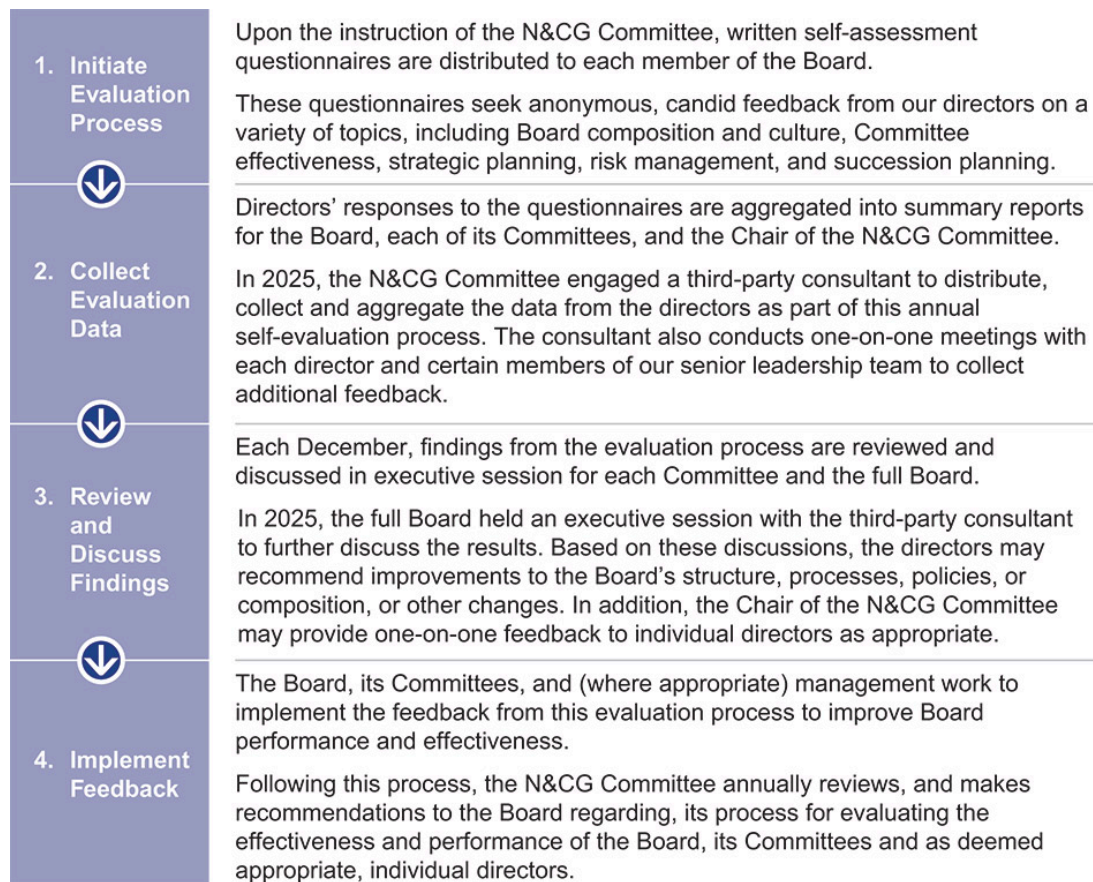 1. Initiate
Evaluation
Process
Upon the instruction of the N&CG Committee, written self-assessment
questionnaires are distributed to each member of the Board.
These questionnaires seek anonymous, candid feedback from our directors on a
variety of topics, including Board composition and culture, Committee
effectiveness, strategic planning, risk management, and succession planning.
2. Collect
Evaluation
Data
Directors’ responses to the questionnaires are aggregated into summary reports
for the Board, each of its Committees, and the Chair of the N&CG Committee.
In 2025, the N&CG Committee engaged a third-party consultant to distribute,
collect and aggregate the data from the directors as part of this annual
self-evaluation process. The consultant also conducts one-on-one meetings with
each director and certain members of our senior leadership team to collect
additional feedback.
3. Review
and
Discuss
Findings
Each December, findings from the evaluation process are reviewed and
discussed in executive session for each Committee and the full Board.
In 2025, the full Board held an executive session with the third-party consultant
to further discuss the results. Based on these discussions, the directors may
recommend improvements to the Board’s structure, processes, policies, or
composition, or other changes. In addition, the Chair of the N&CG Committee
may provide one-on-one feedback to individual directors as appropriate.
4. Implement
Feedback
The Board, its Committees, and (where appropriate) management work to
implement the feedback from this evaluation process to improve Board
performance and effectiveness.
Following this process, the N&CG Committee annually reviews, and makes
recommendations to the Board regarding, its process for evaluating the
effectiveness and performance of the Board, its Committees and as deemed
appropriate, individual directors.